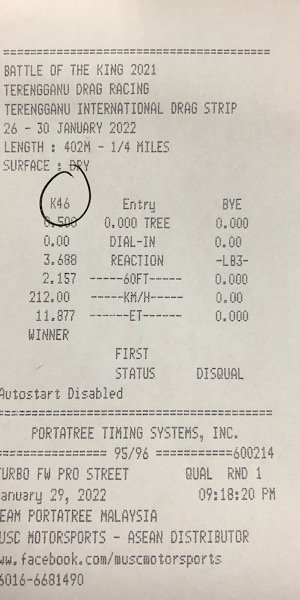 ==========================================
BATTLE OF THE KING 2021
TERENGGANU DRAG RACING
TERENGGANU INTERNATIONAL DRAG STRIP
26 - 30 JANUARY 2022
LENGTH : 402M - 1/4 MILES
SURFACE : DRY
K46 Entry BYE
0.500 0.000 TREE 0.000
0.00 DIAL-IN 0.00
3.688 REACTION -LB3-
2.157 -----60FT----- 0.000
212.00 -----KM/H----- 0.00
11.877 ------ET------ 0.000
WINNER
FIRST
STATUS DISQUAL
Autostart Disabled
==========================================
PORTATREE TIMING SYSTEMS, INC.
================ 95/96 ===========600214
TURBO FW PRO STREET QUAL RND 1
anuary 29, 2022 09:18:20 PM
EAM PORTATREE MALAYSIA
USC MOTORSPORTS - ASEAN DISTRIBUTOR
ww.facebook.com/muscmotorsports
6016-6681490